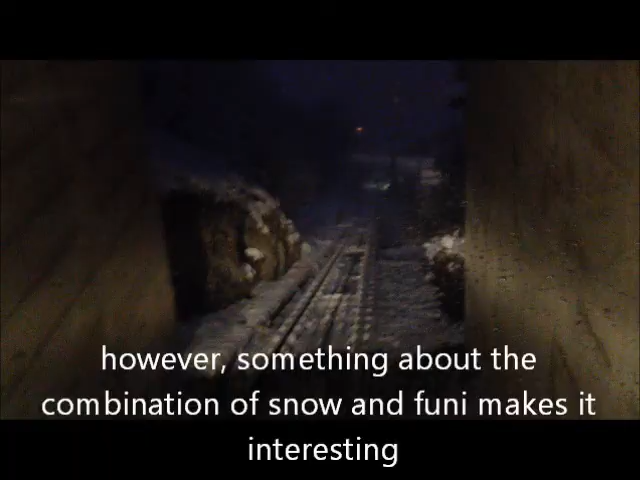 however, something about the
combination of snow and funi makes it
interesting